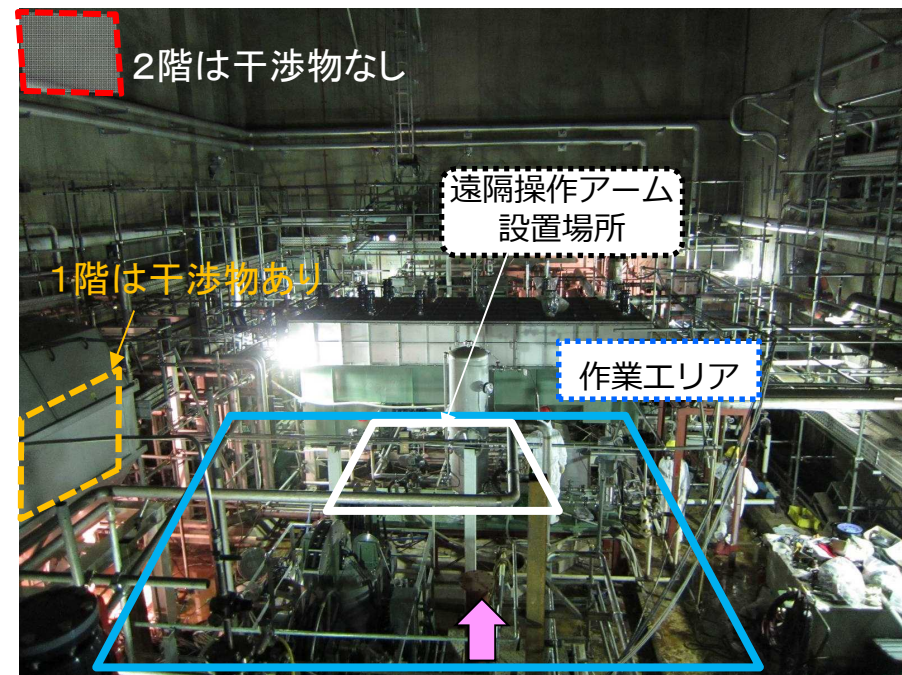 ２階は干渉物なし
遠隔操作アーム
設置場所
１階は干渉物あり
作業エリア